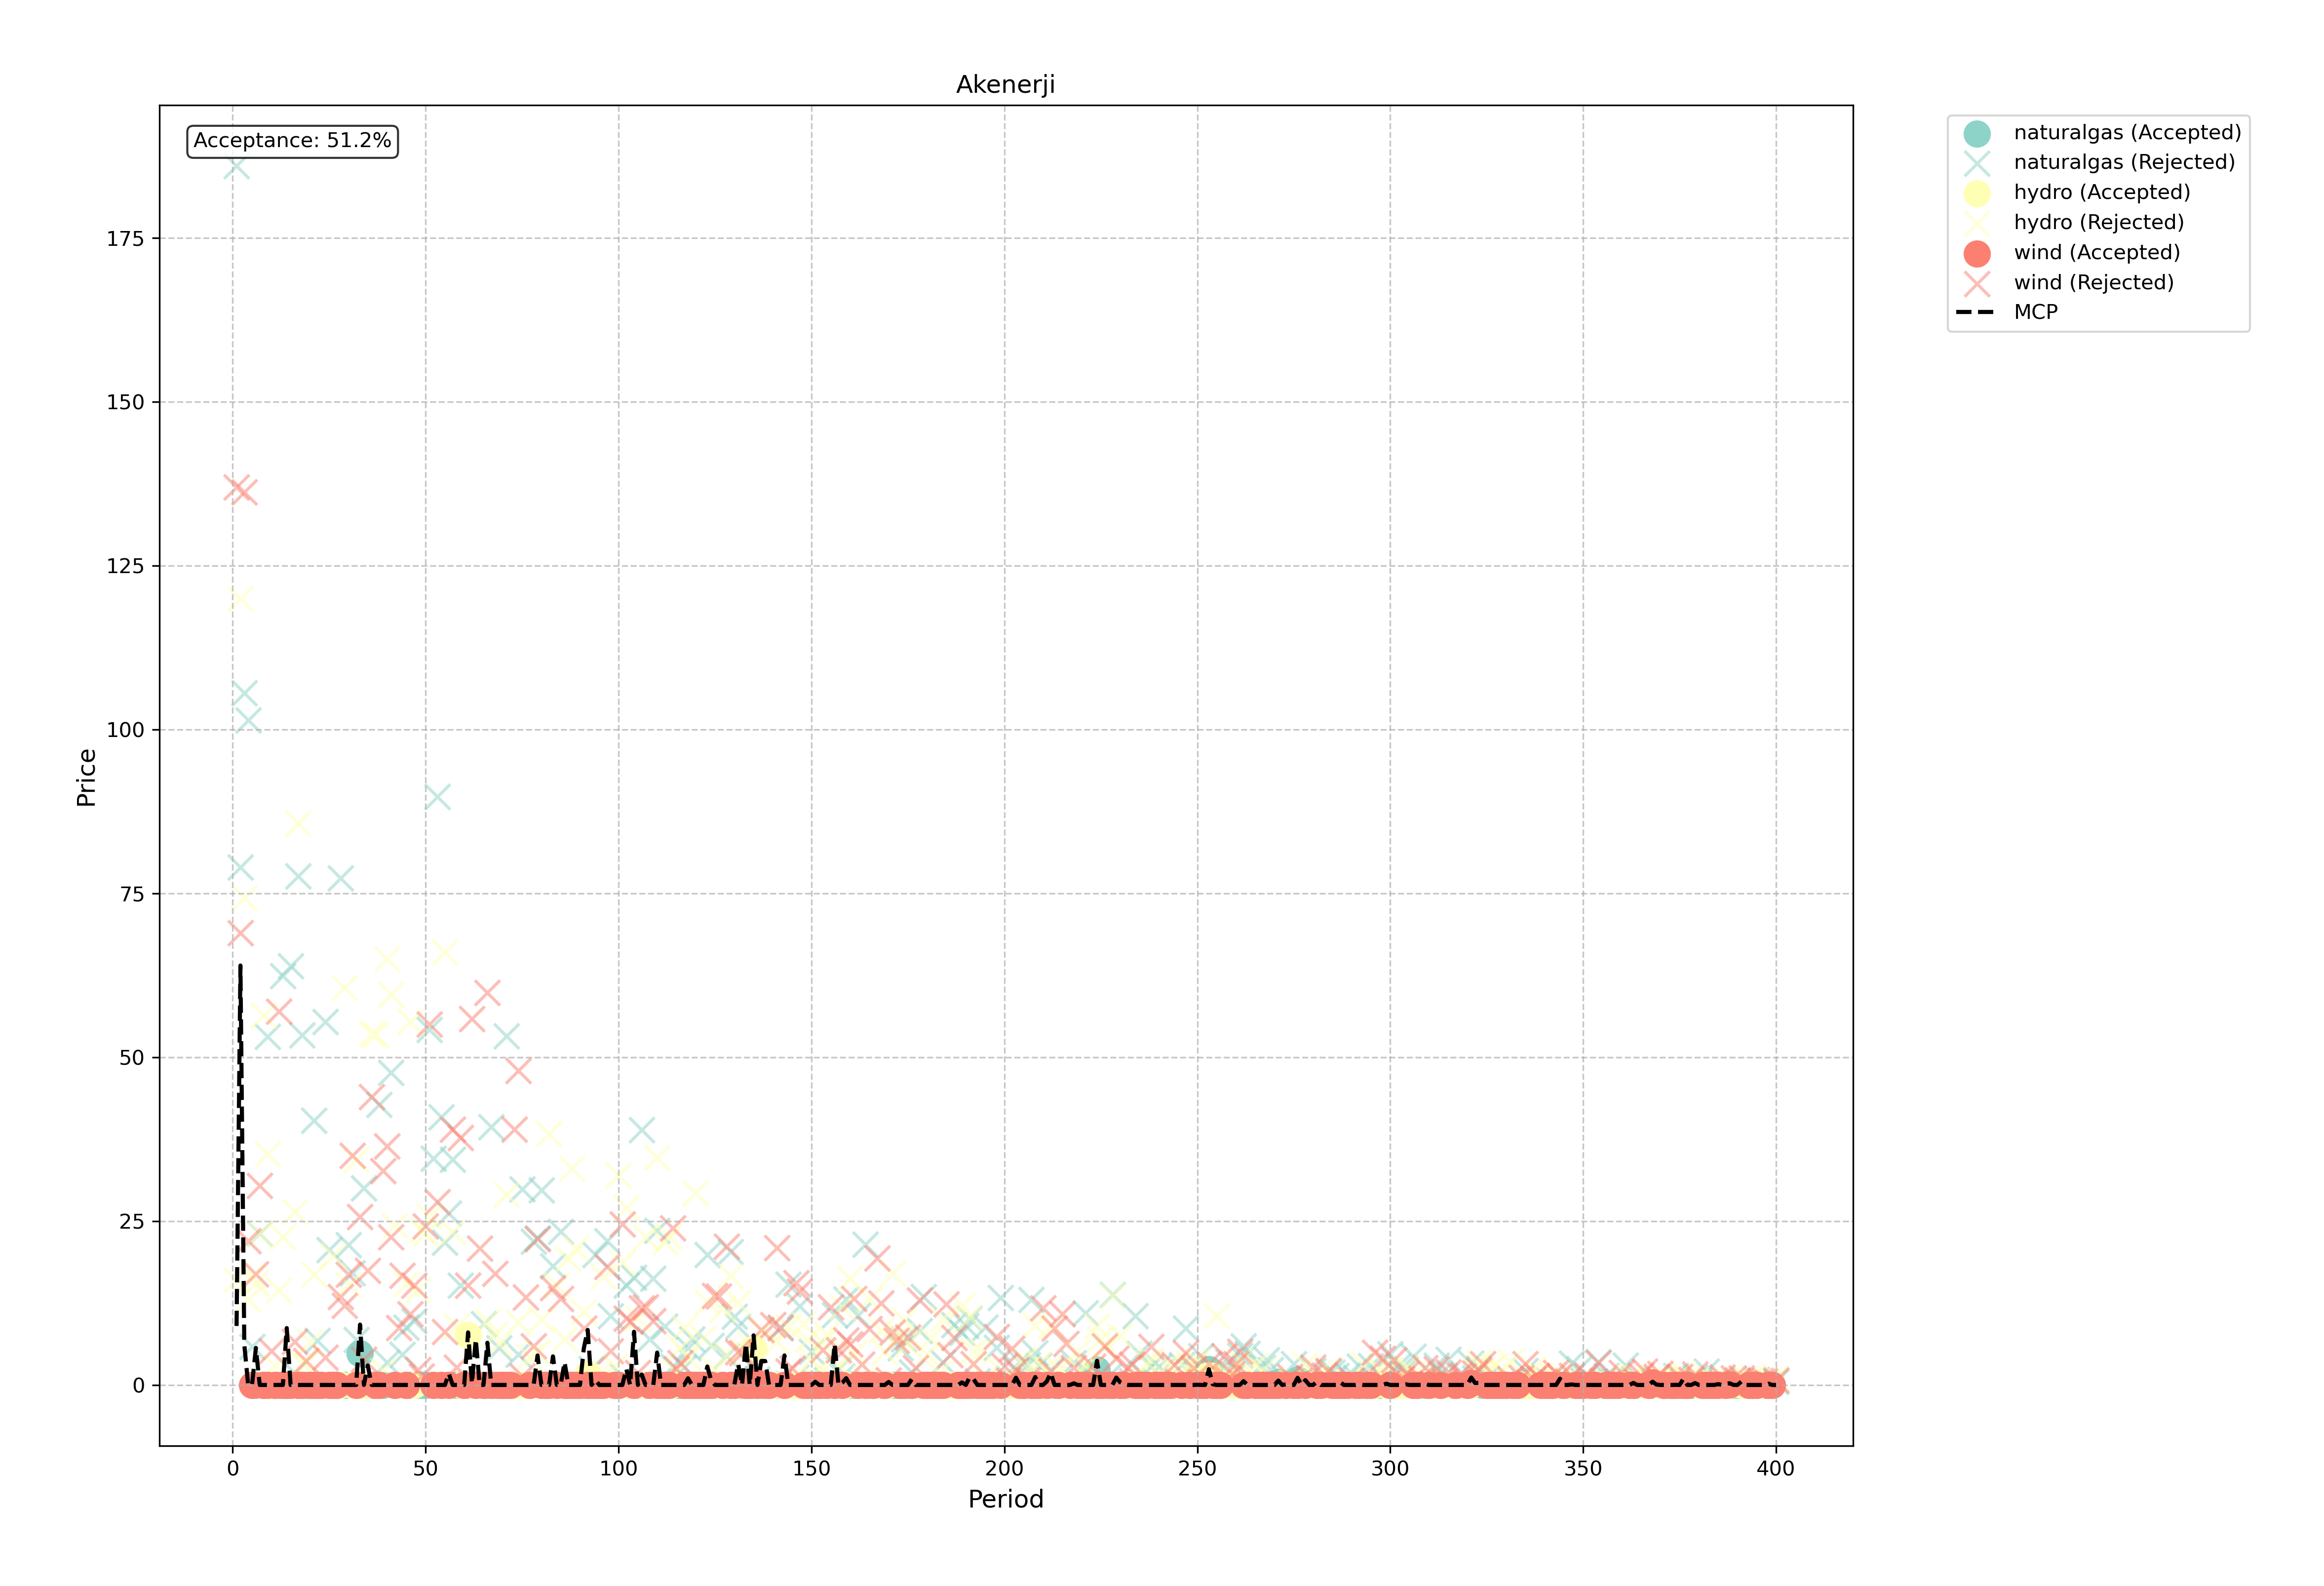 Akenerji
Acceptance: 51.2%
naturalgas (Accepted)
naturalgas (Rejected)
hydro (Accepted)
hydro (Rejected)
wind (Accepted)
wind (Rejected)
MCP
Price
175
150
125
100
75
50
25
0
0 50 100 150 200 250 300 350 400
Period